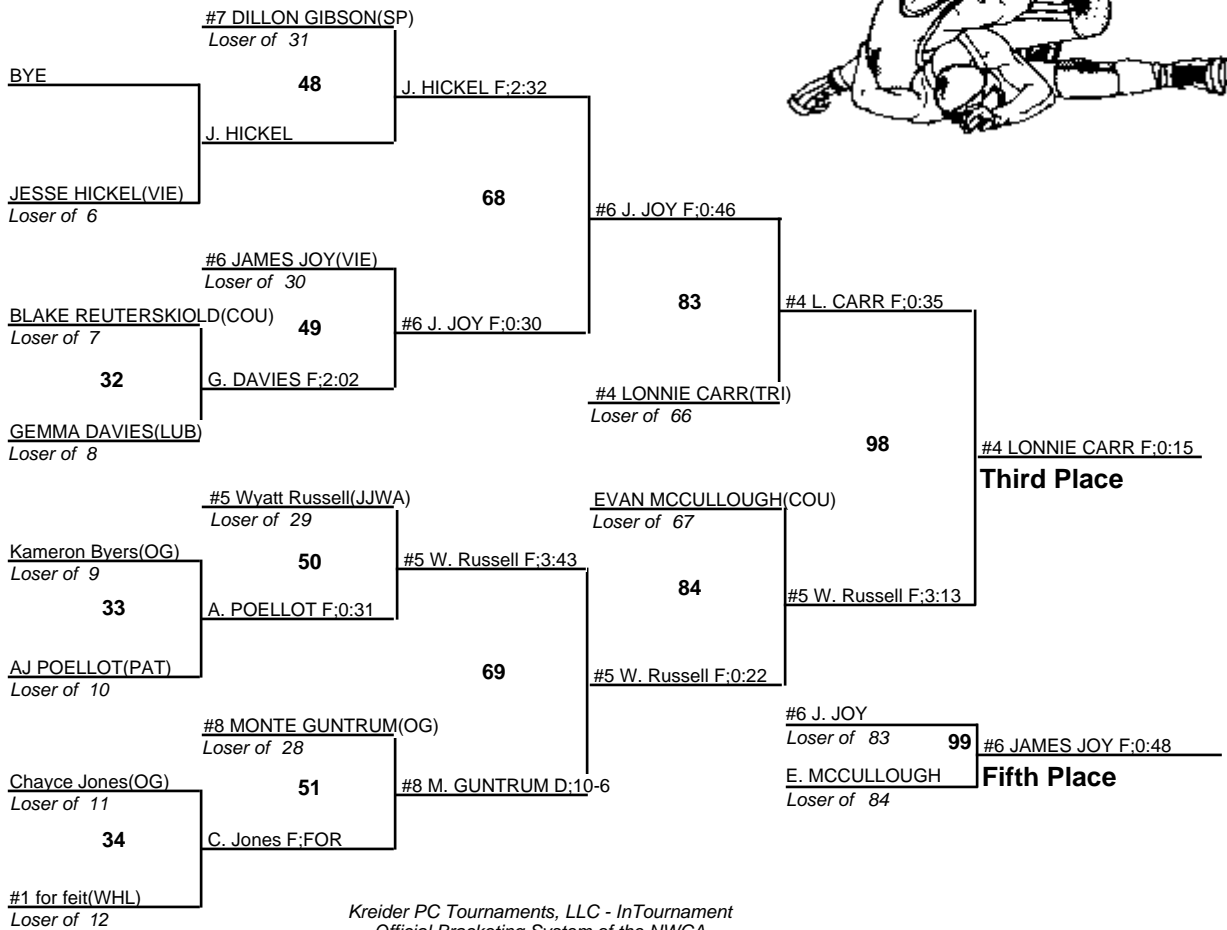 #7 DILLON GIBSON(SP)
Loser of 31
BYE
48
J. HICKEL F;2:32
J. HICKEL
JESSE HICKEL(VIE)
Loser of 6
68
#6 J. JOY F;0:46
#6 JAMES JOY(VIE)
Loser of 30
BLAKE REUTERSKIOLD(COU)
Loser of 7
49
#6 J. JOY F;0:30
83
#4 L. CARR F;0:35
32
G. DAVIES F;2:02
#4 LONNIE CARR(TRI)
Loser of 66
GEMMA DAVIES(LUB)
Loser of 8
98
#4 LONNIE CARR F;0:15
Third Place
#5 Wyatt Russell(JJWA)
Loser of 29
EVAN MCCULLOUGH(COU)
Loser of 67
Kameron Byers(OG)
Loser of 9
50
#5 W. Russell F;3:43
84
#5 W. Russell F;3:13
33
A. POELLOT F;0:31
AJ POELLOT(PAT)
Loser of 10
69
#5 W. Russell F;0:22
#8 MONTE GUNTRUM(OG)
Loser of 28
#6 J. JOY
Loser of 83
99
#6 JAMES JOY F;0:48
Fifth Place
E. MCCULLOUGH
Loser of 84
Chayce Jones(OG)
Loser of 11
51
#8 M. GUNTRUM D;10-6
34
C. Jones F;FOR
#1 for feit(WHL)
Loser of 12
Kreider PC Tournaments, LLC - InTournament
Official Bracketing System of the NWCA